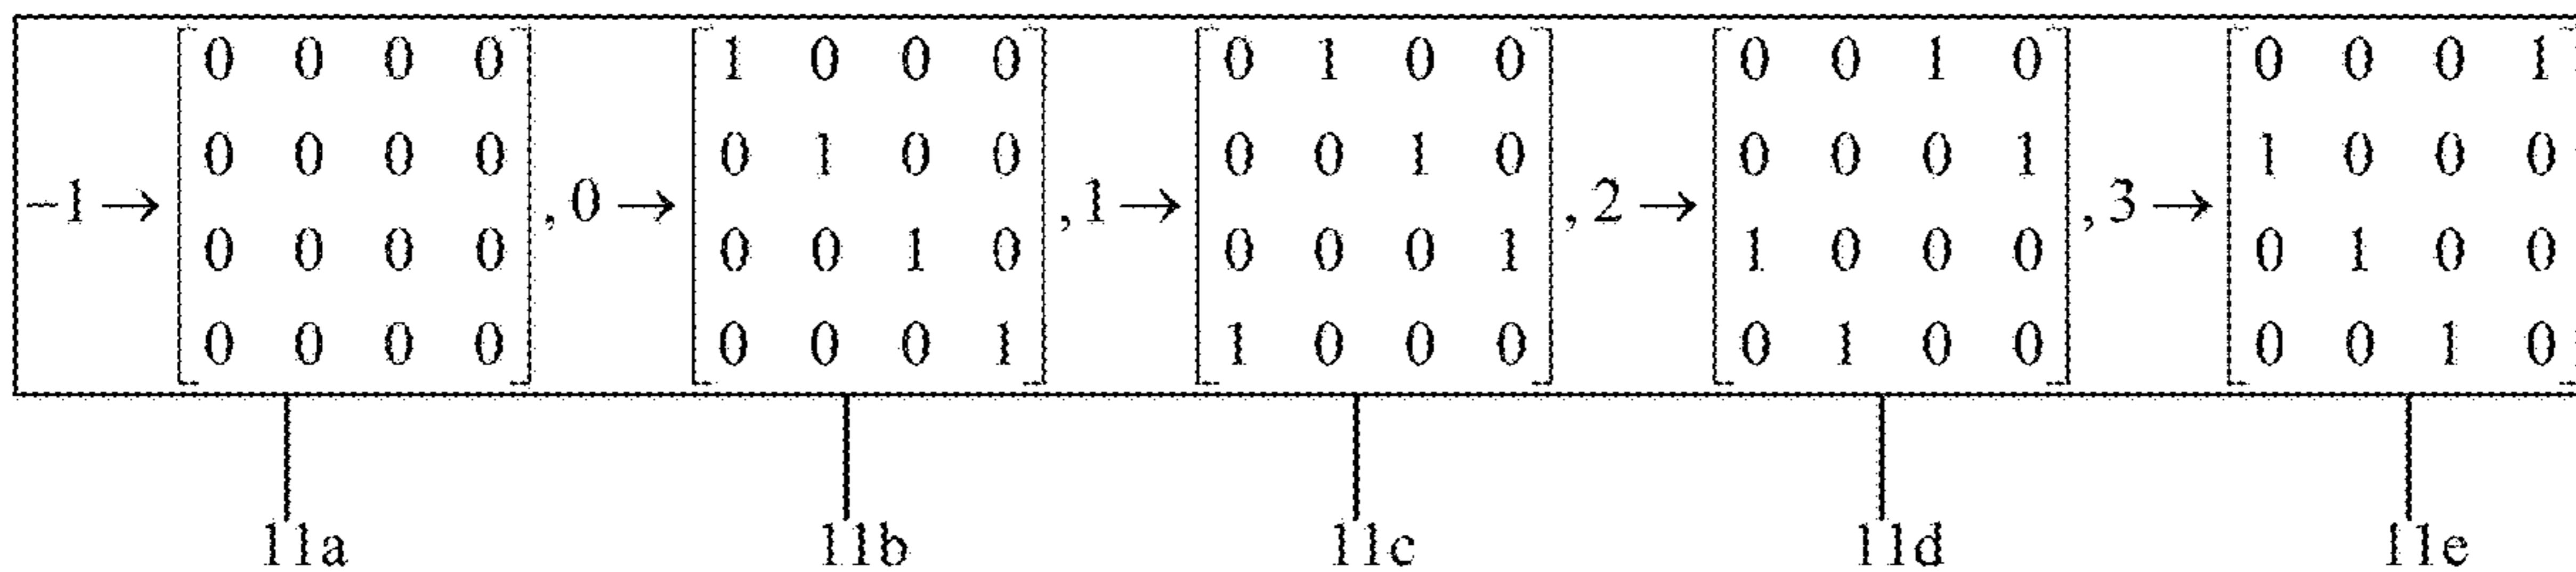 0 0 0 0 1 0 0 0 0 1 0 0 0 0 1 0 0 0 0 1
0 0 0 0 0 1 0 0 0 0 1 0 0 0 0 1 1 0 0 0
−1 → , 0 → , 1 → , 2 → , 3 →
0 0 0 0 0 0 1 0 0 0 0 1 1 0 0 0 0 1 0 0
0 0 0 0 0 0 0 1 1 0 0 0 0 1 0 0 0 0 1 0
11a 11b 11c 11d 11e